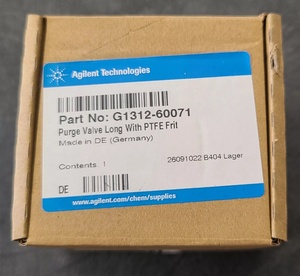 Agilent Technologies
Part No: G1312-60071
Purge Valve Long With PTFE Frit
Made in DE (Germany)
Contents: 1
26091022 B404 Lager
DE
www.agilent.com/chem/supplies